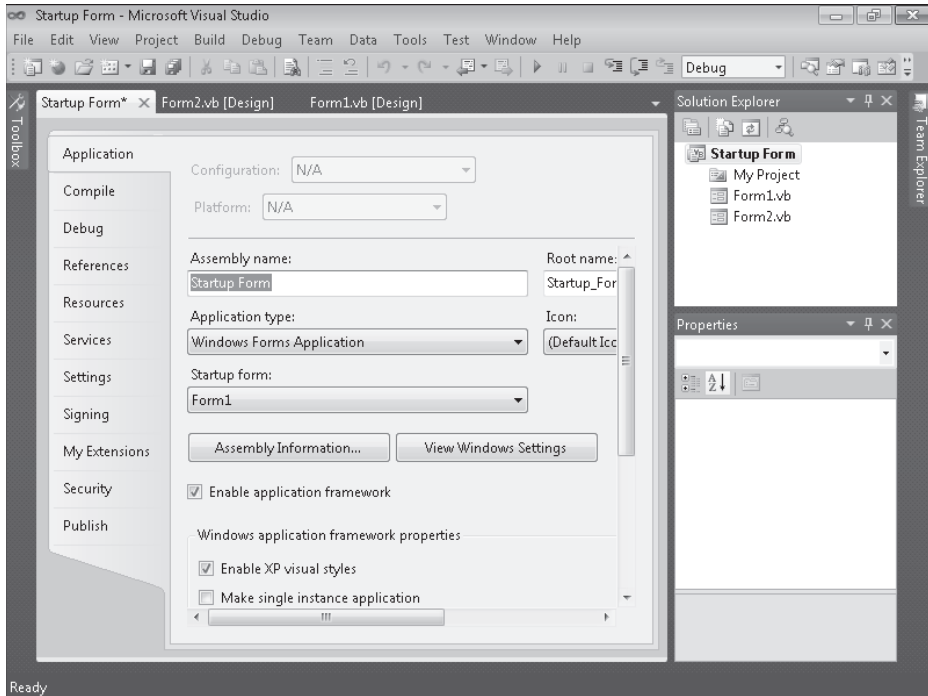 Startup Form - Microsoft Visual Studio
File Edit View Project Build Debug Team Data Tools Test Window Help
Debug
Toolbox
Startup Form* Form2.vb [Design] Form1.vb [Design]
Application
Compile
Debug
References
Resources
Services
Settings
Signing
My Extensions
Security
Publish
Configuration: N/A
Platform: N/A
Assembly name: Root name:
Startup Form Startup_For
Application type: Icon:
Windows Forms Application (Default Icc
Startup form:
Form1
Assembly Information... View Windows Settings
Enable application framework
Windows application framework properties
Enable XP visual styles
Make single instance application
Solution Explorer
Startup Form
My Project
Form1.vb
Form2.vb
Properties
Team Explorer
Ready